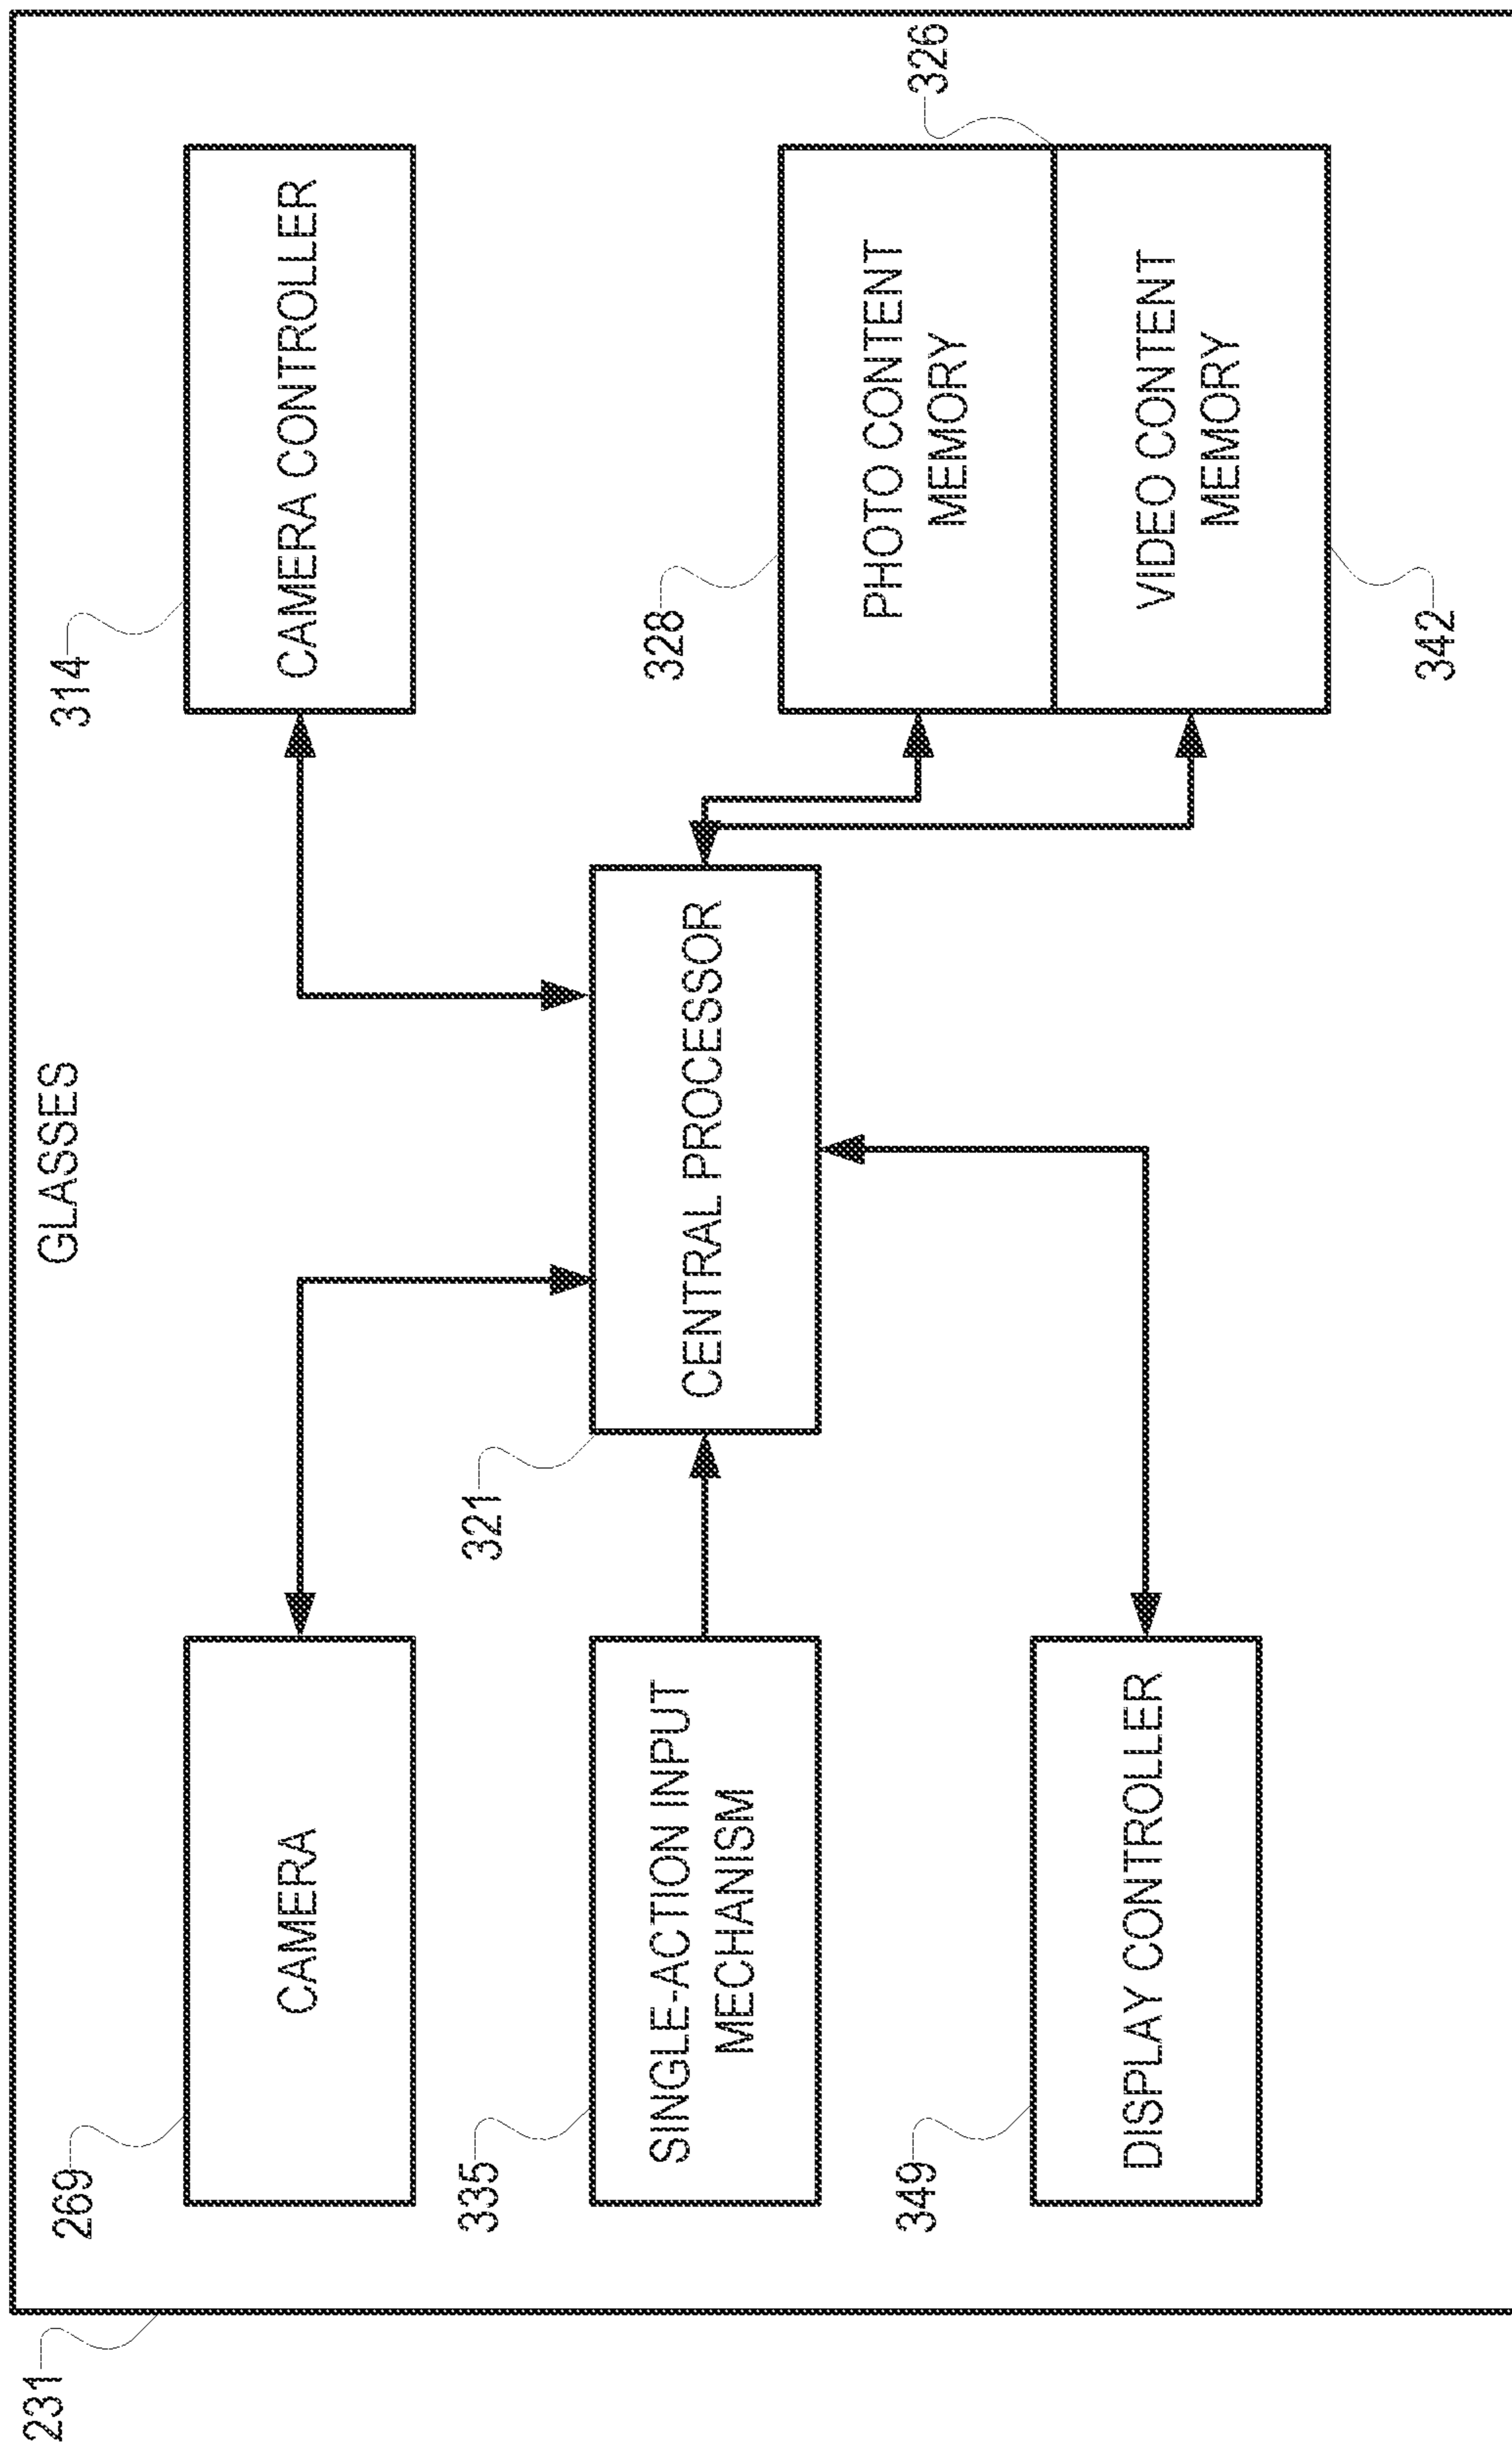 231
GLASSES
269
CAMERA
314
CAMERA CONTROLLER
335
SINGLE-ACTION INPUT
MECHANISM
321
CENTRAL PROCESSOR
328
PHOTO CONTENT
MEMORY
326
VIDEO CONTENT
MEMORY
342
349
DISPLAY CONTROLLER